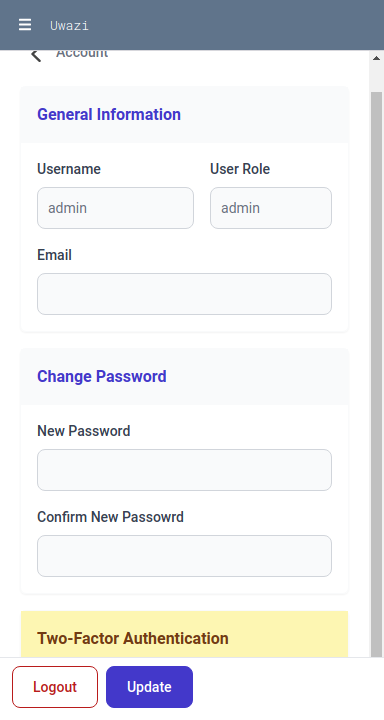 Uwazi
Account
General Information
Username
User Role
admin
admin
Email
Change Password
New Password
Confirm New Passowrd
Two-Factor Authentication
Logout
Update